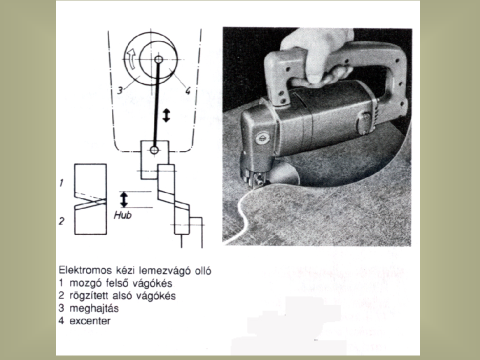 3
4
1
2
Hub
Elektromos kézi lemezvágó olló
1 mozgó felső vágókés
2 rögzített alsó vágókés
3 meghajtás
4 excenter